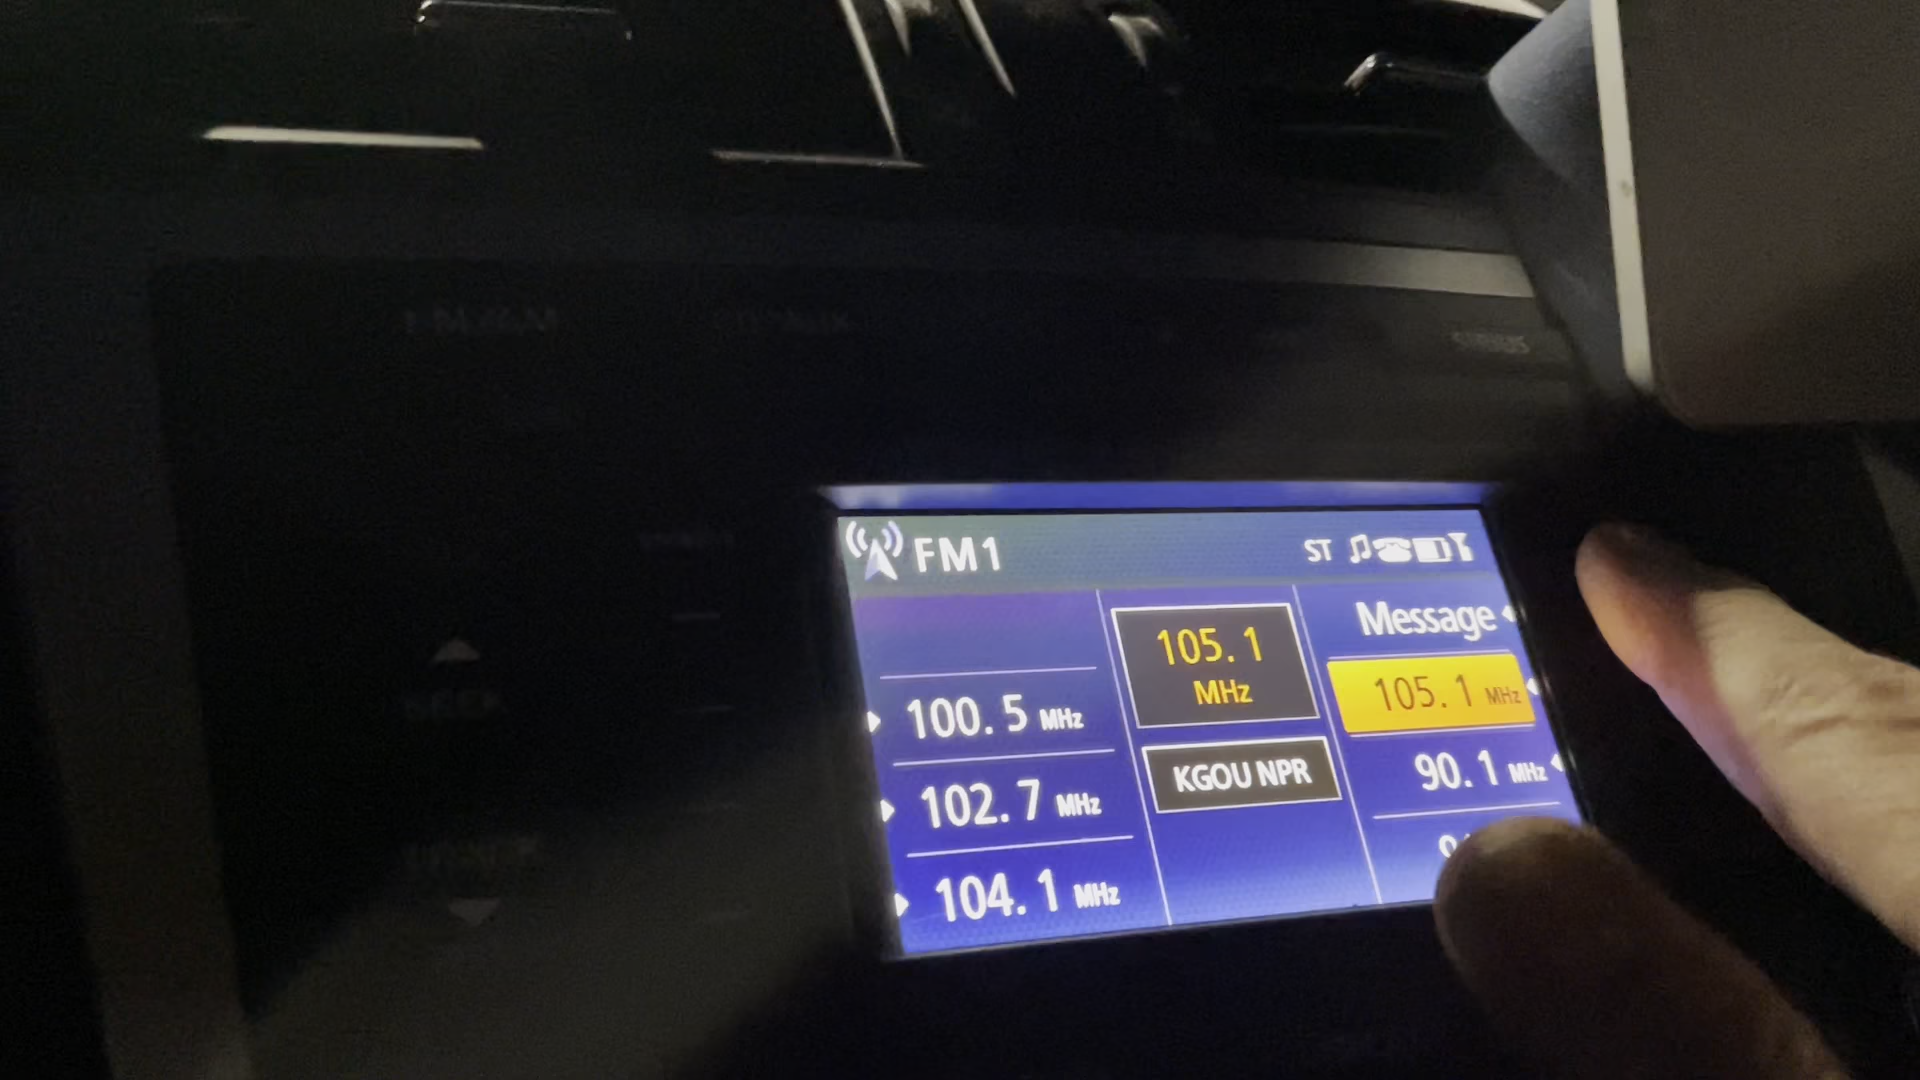 FM1 ST
Message
105.1 MHz
105.1 MHz
100.5 MHz
KGOU NPR
90.1 MHz
102.7 MHz
104.1 MHz
SEEK